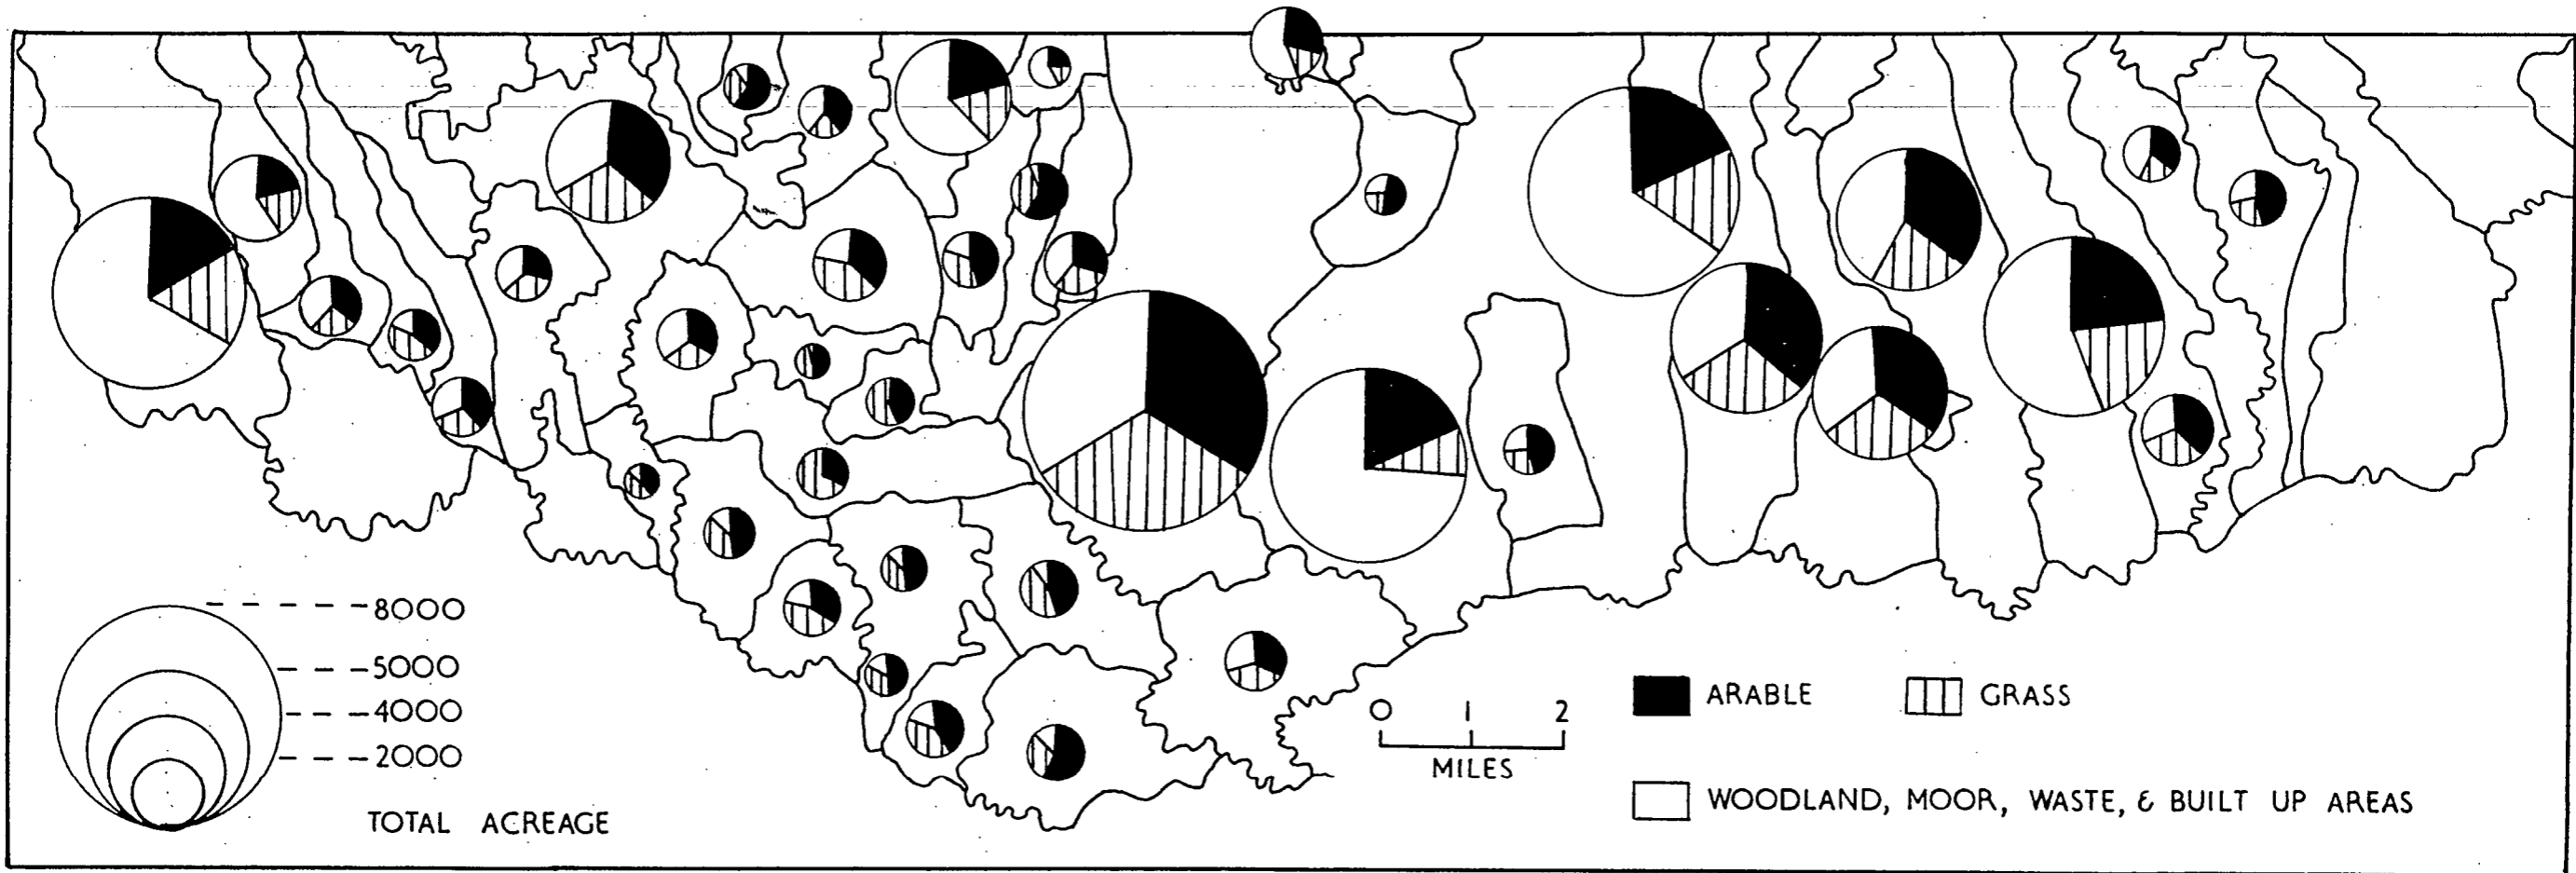 8000
5000
4000
2000
TOTAL ACREAGE
0 1 2
MILES
ARABLE
GRASS
WOODLAND, MOOR, WASTE, & BUILT UP AREAS